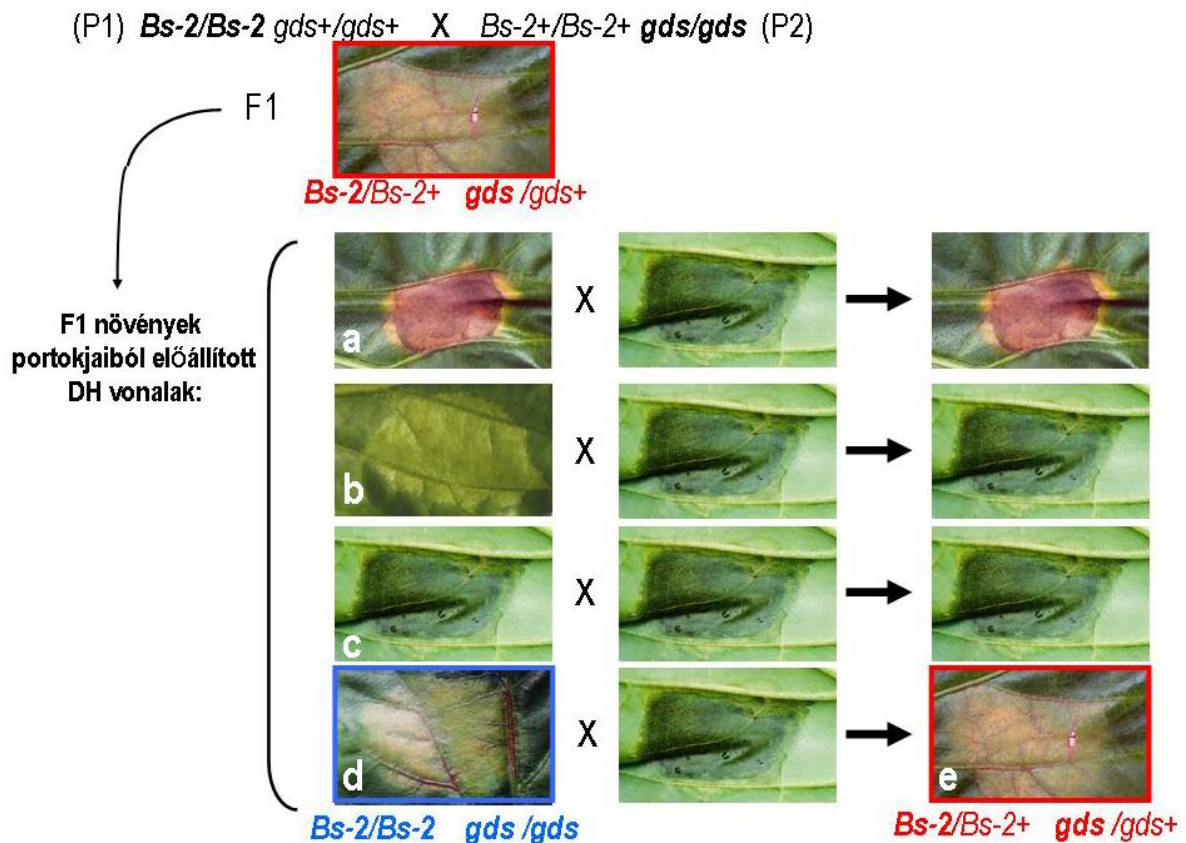 (P1) Bs-2/Bs-2 gds+/gds+ X Bs-2+/Bs-2+ gds/gds (P2)
F1
Bs-2/Bs-2+ gds /gds+
F1 növények
portokjaiból előállított
DH vonalak:
a X
b X
c X
d X e
Bs-2/Bs-2 gds /gds Bs-2/Bs-2+ gds /gds+